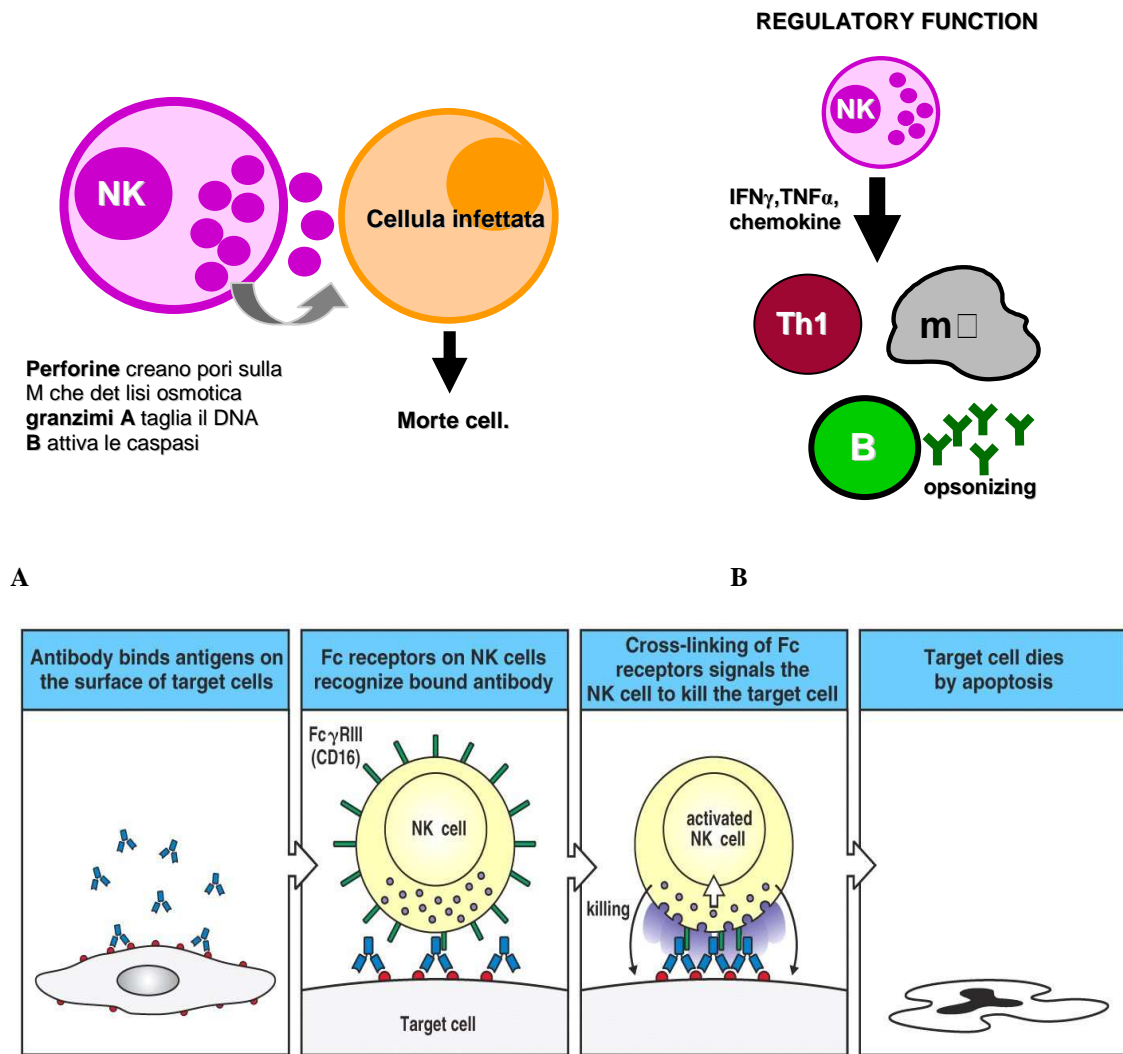 REGULATORY FUNCTION
NK
Cellula infettata
Perforine creano pori sulla
M che det lisi osmotica
granzimi A taglia il DNA
B attiva le caspasi
Morte cell.
NK
IFNγ,TNFα,
chemokine
Th1
m□
B
opsonizing
A
B
Antibody binds antigens on
the surface of target cells
Fc receptors on NK cells
recognize bound antibody
Cross-linking of Fc
receptors signals the
NK cell to kill the target cell
Target cell dies
by apoptosis
Fc γRIII
(CD16)
NK cell
Target cell
activated
NK cell
killing